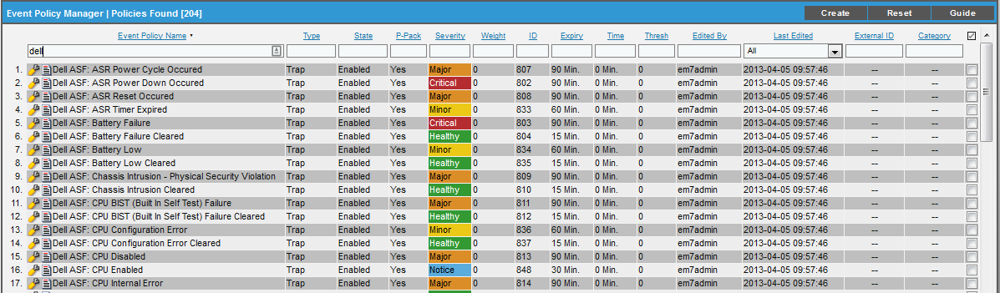 Event Policy Manager | Policies Found [204] Create Reset Guide
Event Policy Name • Type State P-Pack Severity Weight ID Expiry Time Thresh Edited By Last Edited External ID Category
dell All
1. Dell ASF: ASR Power Cycle Occured Trap Enabled Yes Major 0 807 90 Min. 0 Min. 0 em7admin 2013-04-05 09:57:46 -- --
2. Dell ASF: ASR Power Down Occured Trap Enabled Yes Critical 0 802 90 Min. 0 Min. 0 em7admin 2013-04-05 09:57:46 -- --
3. Dell ASF: ASR Reset Occured Trap Enabled Yes Major 0 808 90 Min. 0 Min. 0 em7admin 2013-04-05 09:57:46 -- --
4. Dell ASF: ASR Timer Expired Trap Enabled Yes Minor 0 833 60 Min. 0 Min. 0 em7admin 2013-04-05 09:57:46 -- --
5. Dell ASF: Battery Failure Trap Enabled Yes Critical 0 803 90 Min. 0 Min. 0 em7admin 2013-04-05 09:57:46 -- --
6. Dell ASF: Battery Failure Cleared Trap Enabled Yes Healthy 0 804 15 Min. 0 Min. 0 em7admin 2013-04-05 09:57:46 -- --
7. Dell ASF: Battery Low Trap Enabled Yes Minor 0 834 60 Min. 0 Min. 0 em7admin 2013-04-05 09:57:46 -- --
8. Dell ASF: Battery Low Cleared Trap Enabled Yes Healthy 0 835 15 Min. 0 Min. 0 em7admin 2013-04-05 09:57:46 -- --
9. Dell ASF: Chassis Intrusion - Physical Security Violation Trap Enabled Yes Major 0 809 90 Min. 0 Min. 0 em7admin 2013-04-05 09:57:46 -- --
10. Dell ASF: Chassis Intrusion Cleared Trap Enabled Yes Healthy 0 810 15 Min. 0 Min. 0 em7admin 2013-04-05 09:57:46 -- --
11. Dell ASF: CPU BIST (Built In Self Test) Failure Trap Enabled Yes Major 0 811 90 Min. 0 Min. 0 em7admin 2013-04-05 09:57:46 -- --
12. Dell ASF: CPU BIST (Built In Self Test) Failure Cleared Trap Enabled Yes Healthy 0 812 15 Min. 0 Min. 0 em7admin 2013-04-05 09:57:46 -- --
13. Dell ASF: CPU Configuration Error Trap Enabled Yes Minor 0 836 60 Min. 0 Min. 0 em7admin 2013-04-05 09:57:46 -- --
14. Dell ASF: CPU Configuration Error Cleared Trap Enabled Yes Healthy 0 837 15 Min. 0 Min. 0 em7admin 2013-04-05 09:57:46 -- --
15. Dell ASF: CPU Disabled Trap Enabled Yes Major 0 813 90 Min. 0 Min. 0 em7admin 2013-04-05 09:57:46 -- --
16. Dell ASF: CPU Enabled Trap Enabled Yes Notice 0 848 30 Min. 0 Min. 0 em7admin 2013-04-05 09:57:46 -- --
17. Dell ASF: CPU Internal Error Trap Enabled Yes Major 0 814 90 Min. 0 Min. 0 em7admin 2013-04-05 09:57:46 -- --